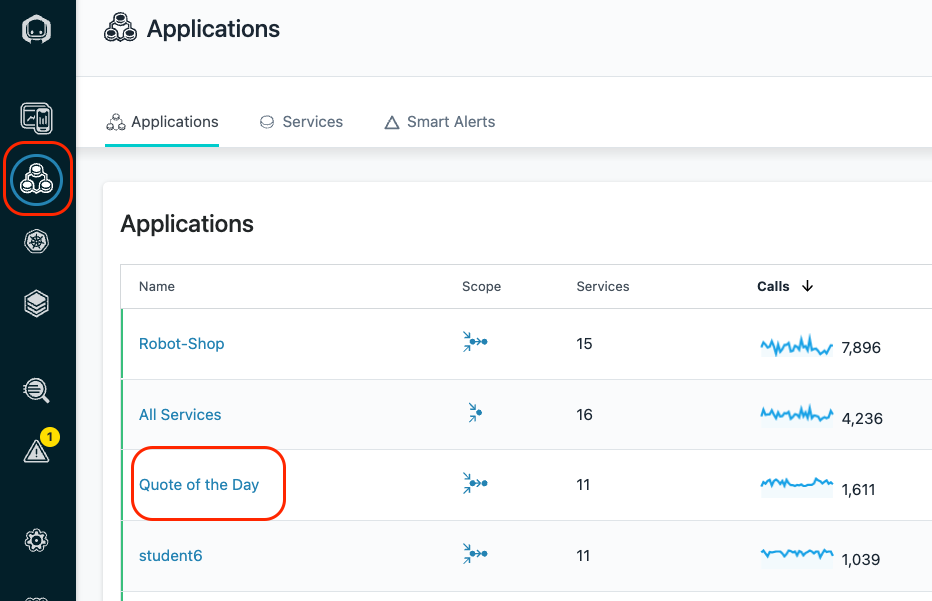 Applications
Applications Services Smart Alerts
Applications
Name Scope Services Calls
Robot-Shop 15 7,896
All Services 16 4,236
1
Quote of the Day 11 1,611
student6 11 1,039